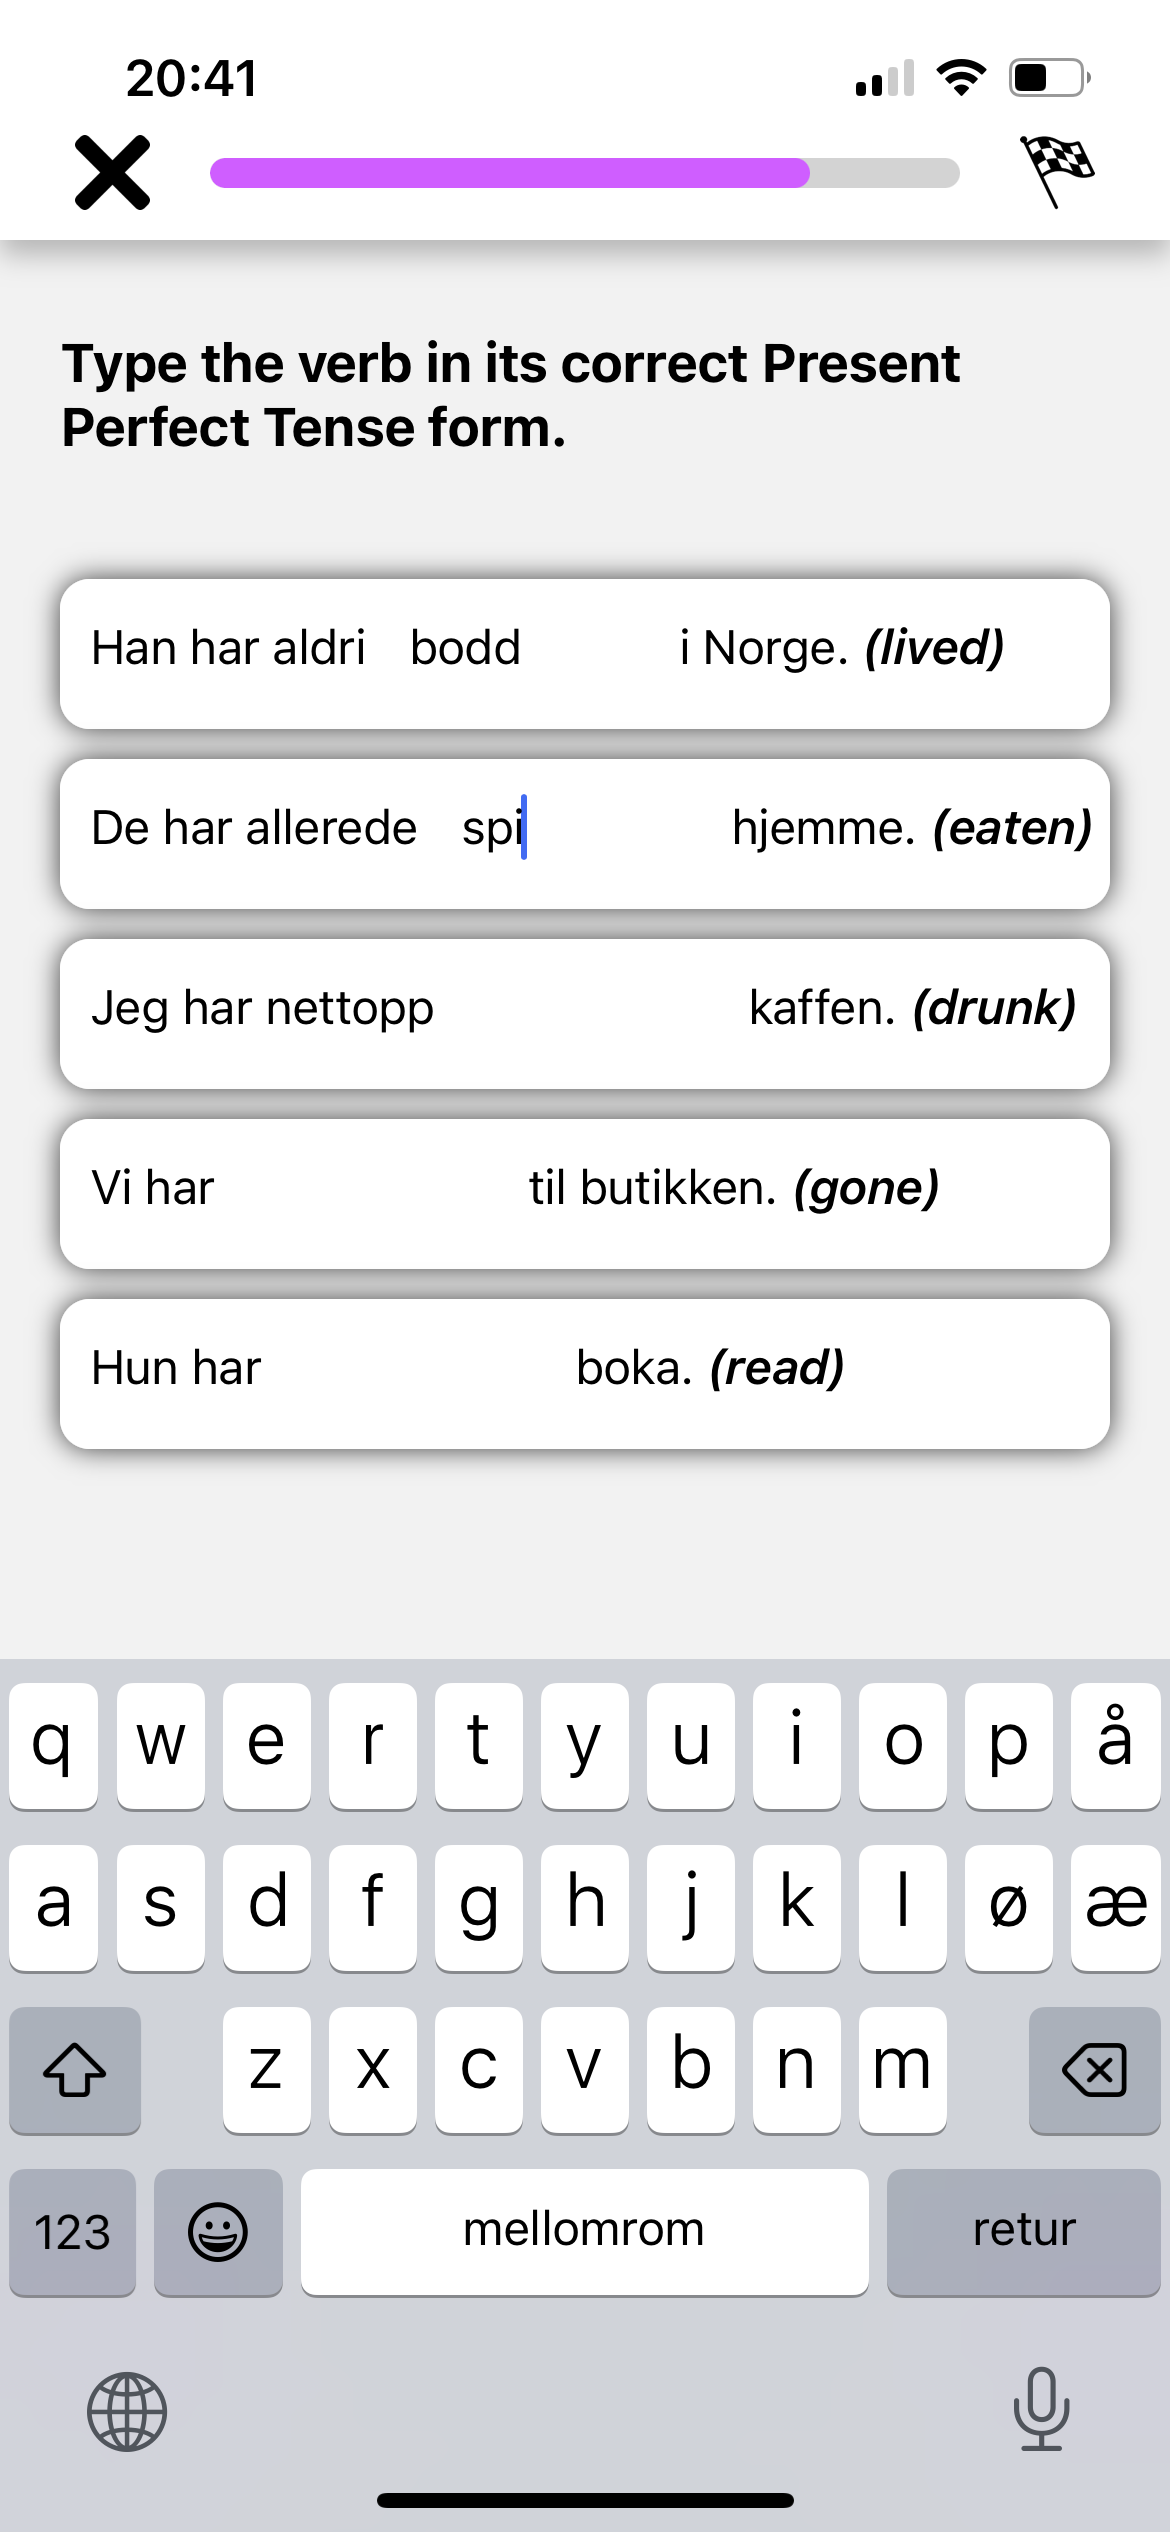 20:41
Type the verb in its correct Present
Perfect Tense form.
Han har aldri bodd i Norge. (lived)
De har allerede spi hjemme. (eaten)
Jeg har nettopp kaffen. (drunk)
Vi har til butikken. (gone)
Hun har boka. (read)
q w e r t y u i o p å
a s d f g h j k l ø æ
z x c v b n m
123 mellomrom retur